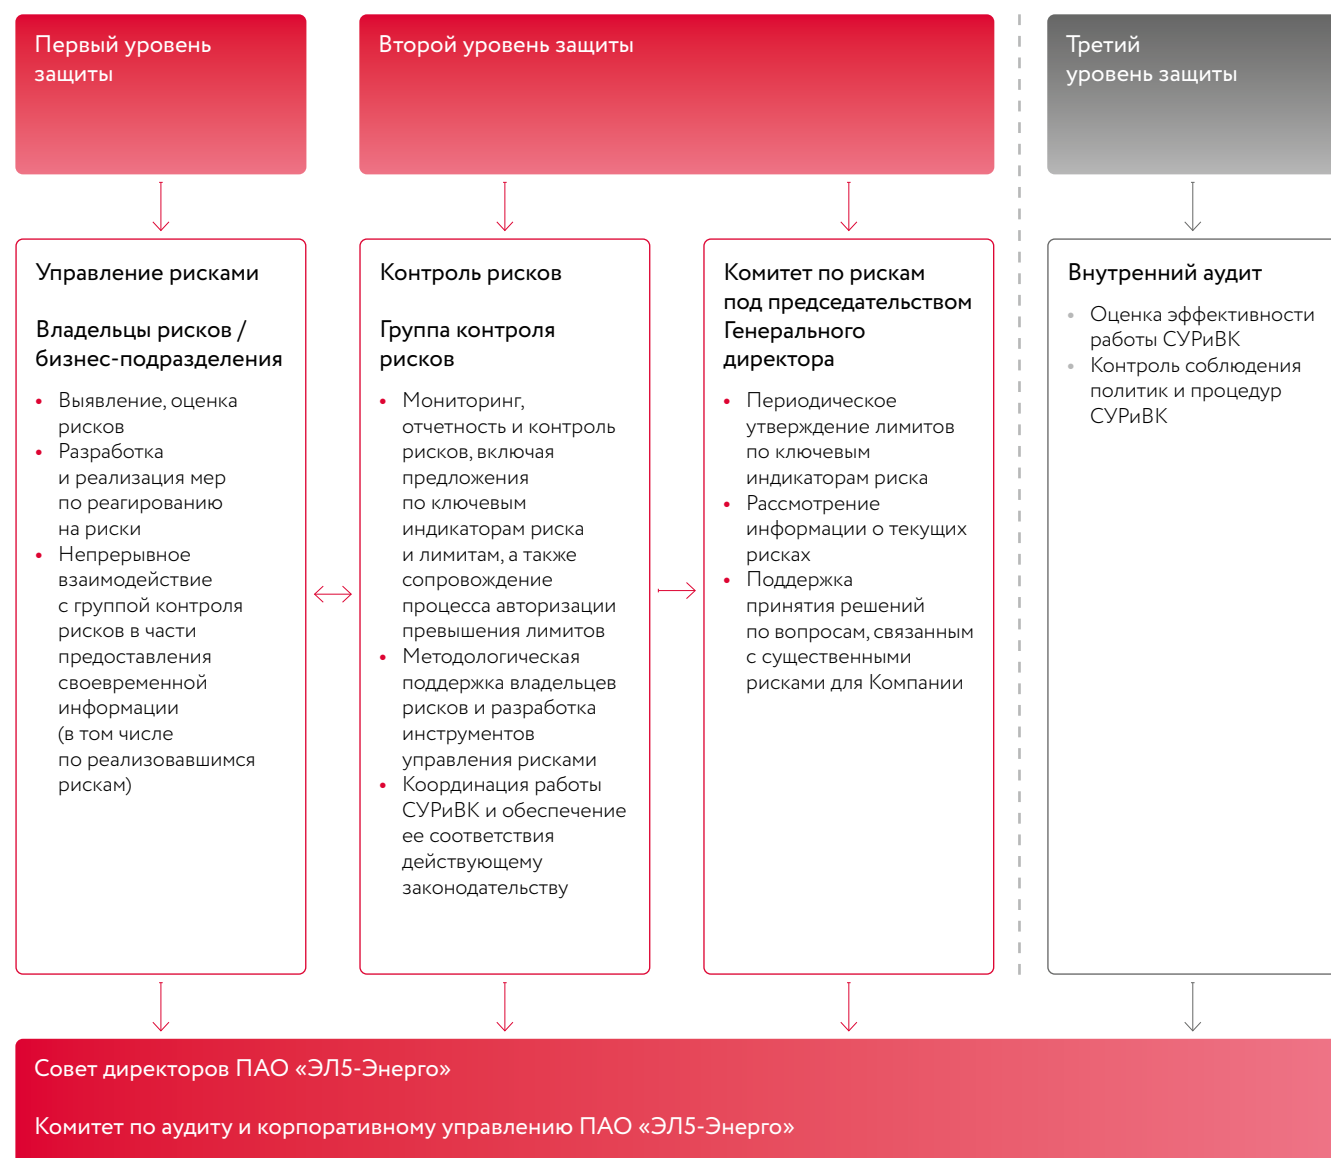 Первый уровень
защиты
Второй уровень защиты
Третий
уровень защиты
Управление рисками
Владельцы рисков /
бизнес-подразделения
• Выявление, оценка
рисков
• Разработка
и реализация мер
по реагированию
на риски
• Непрерывное
взаимодействие
с группой контроля
рисков в части
предоставления
своевременной
информации
(в том числе
по реализовавшимся
рискам)
Контроль рисков
Группа контроля
рисков
• Мониторинг,
отчетность и контроль
рисков, включая
предложения
по ключевым
индикаторам риска
и лимитам, а также
сопровождение
процесса авторизации
превышения лимитов
• Методологическая
поддержка владельцев
рисков и разработка
инструментов
управления рисками
• Координация работы
СУРиВК и обеспечение
ее соответствия
действующему
законодательству
Комитет по рискам
под председательством
Генерального
директора
• Периодическое
утверждение лимитов
по ключевым
индикаторам риска
• Рассмотрение
информации о текущих
рисках
• Поддержка
принятия решений
по вопросам, связанным
с существенными
рисками для Компании
Внутренний аудит
• Оценка эффективности
работы СУРиВК
• Контроль соблюдения
политик и процедур
СУРиВК
Совет директоров ПАО «ЭЛ5-Энерго»
Комитет по аудиту и корпоративному управлению ПАО «ЭЛ5-Энерго»